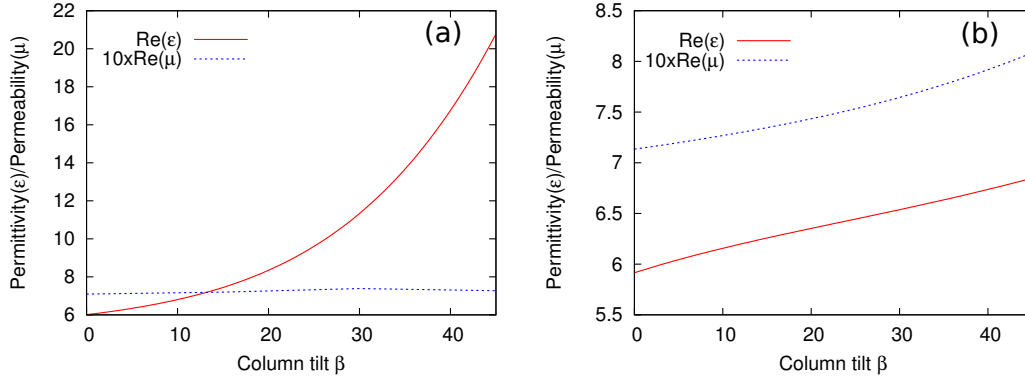 (a)
Re(ε)
10xRe(μ)
Permittivity(ε)/Permeability(μ)
22
20
18
16
14
12
10
8
6
0
10
20
30
40
Column tilt β
(b)
Re(ε)
10xRe(μ)
Permittivity(ε)/Permeability(μ)
8.5
8
7.5
7
6.5
6
5.5
0
10
20
30
40
Column tilt β